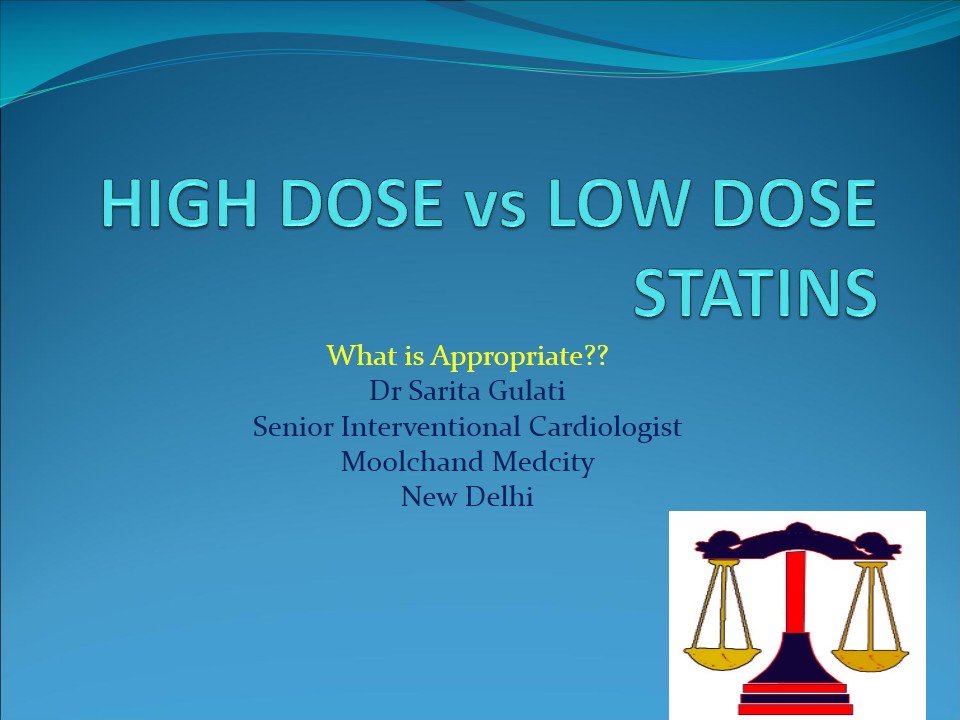 HIGH DOSE vs LOW DOSE
STATINS
What is Appropriate??
Dr Sarita Gulati
Senior Interventional Cardiologist
Moolchand Medcity
New Delhi